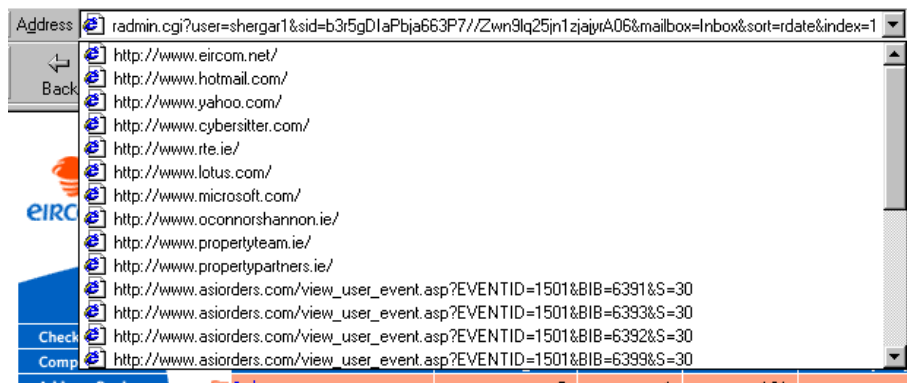 Address radmin.cgi?user=shergar1&sid=b3r5gDIaPbja663P7//Zwn9lq25jn1zjajyrA06&mailbox=Inbox&sort=rdate&index=1
http://www.eircom.net/
http://www.hotmail.com/
Back
http://www.yahoo.com/
http://www.cybersitter.com/
http://www.rte.ie/
http://www.lotus.com/
http://www.microsoft.com/
eirc
http://www.oconnorshannon.ie/
http://www.propertyteam.ie/
http://www.propertypartners.ie/
http://www.asiorders.com/view_user_event.asp?EVENTID=1501&BIB=6391&S=30
http://www.asiorders.com/view_user_event.asp?EVENTID=1501&BIB=6393&S=30
Check
http://www.asiorders.com/view_user_event.asp?EVENTID=1501&BIB=6392&S=30
Comp
http://www.asiorders.com/view_user_event.asp?EVENTID=1501&BIB=6399&S=30